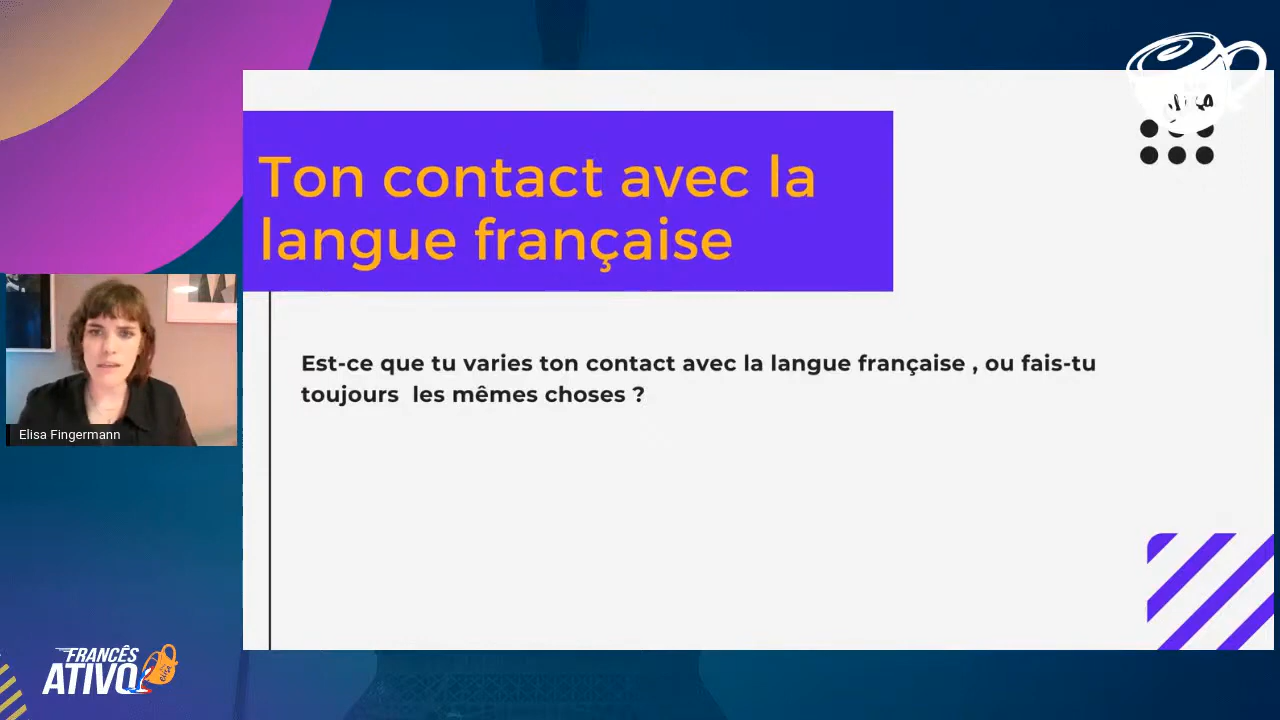 Ton contact avec la
langue française
Est-ce que tu varies ton contact avec la langue française , ou fais-tu
toujours  les mêmes choses ?
Elisa Fingermann
FRANCÊS
ATIVO
elisa